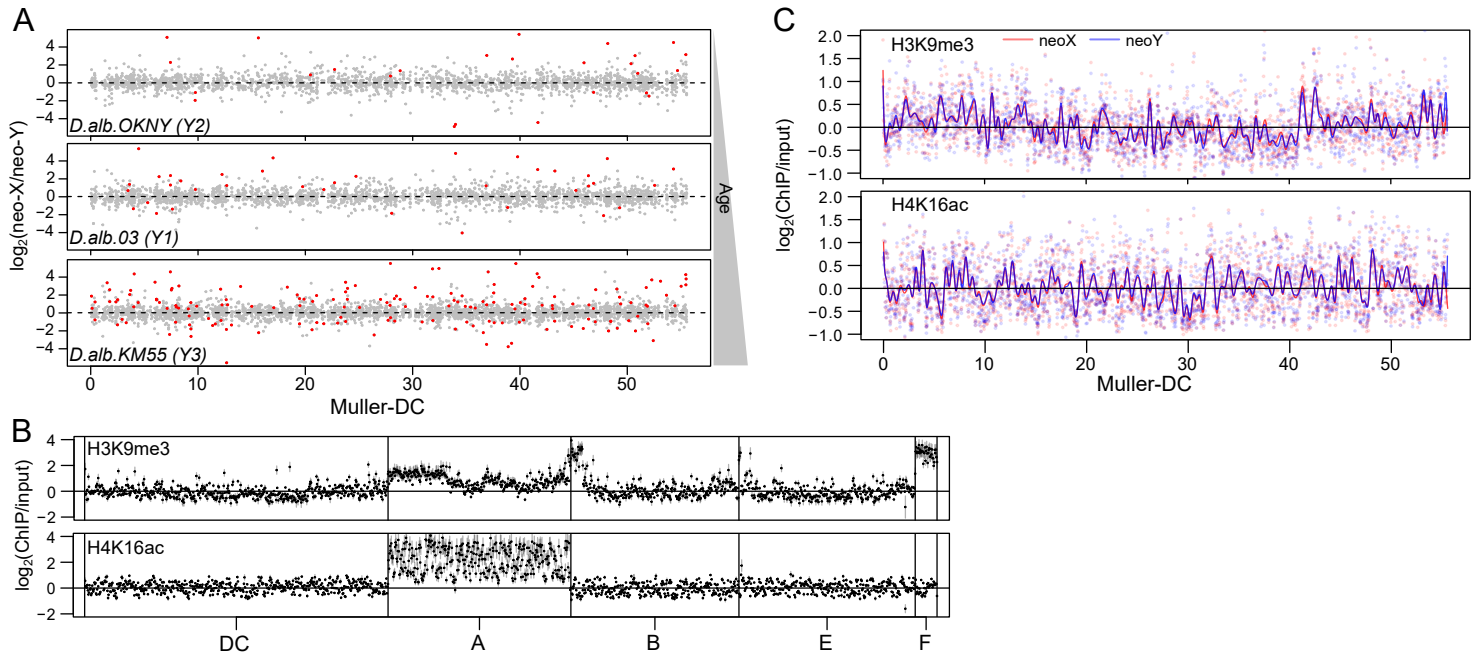 A
log2(neo-X/neo-Y)
4
2
0
−2
−4
D.alb.OKNY (Y2)
4
2
0
−2
−4
D.alb.03 (Y1)
4
2
0
−2
−4
D.alb.KM55 (Y3)
0 10 20 30 40 50
Muller-DC
Age
B
log2(ChIP/input)
H3K9me3
4
2
0
−2
H4K16ac
4
2
0
−2
DC A B E F
C
log2(ChIP/input)
H3K9me3 neoX neoY
2.0
1.5
1.0
0.5
0.0
−0.5
−1.0
H4K16ac
2.0
1.5
1.0
0.5
0.0
−0.5
−1.0
0 10 20 30 40 50
Muller-DC